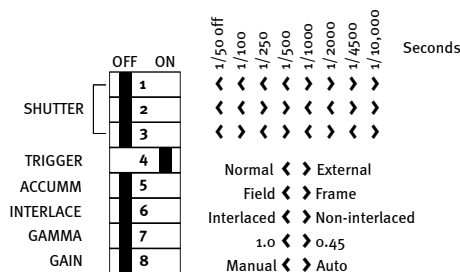 1/50 off 1/100 1/250 1/500 1/1000 1/2000 1/4500 1/10,000 Seconds
OFF ON
SHUTTER
1
2
3
TRIGGER 4 Normal External
ACCUMM 5 Field Frame
INTERLACE 6 Interlaced Non-interlaced
GAMMA 7 1.0 0.45
GAIN 8 Manual Auto